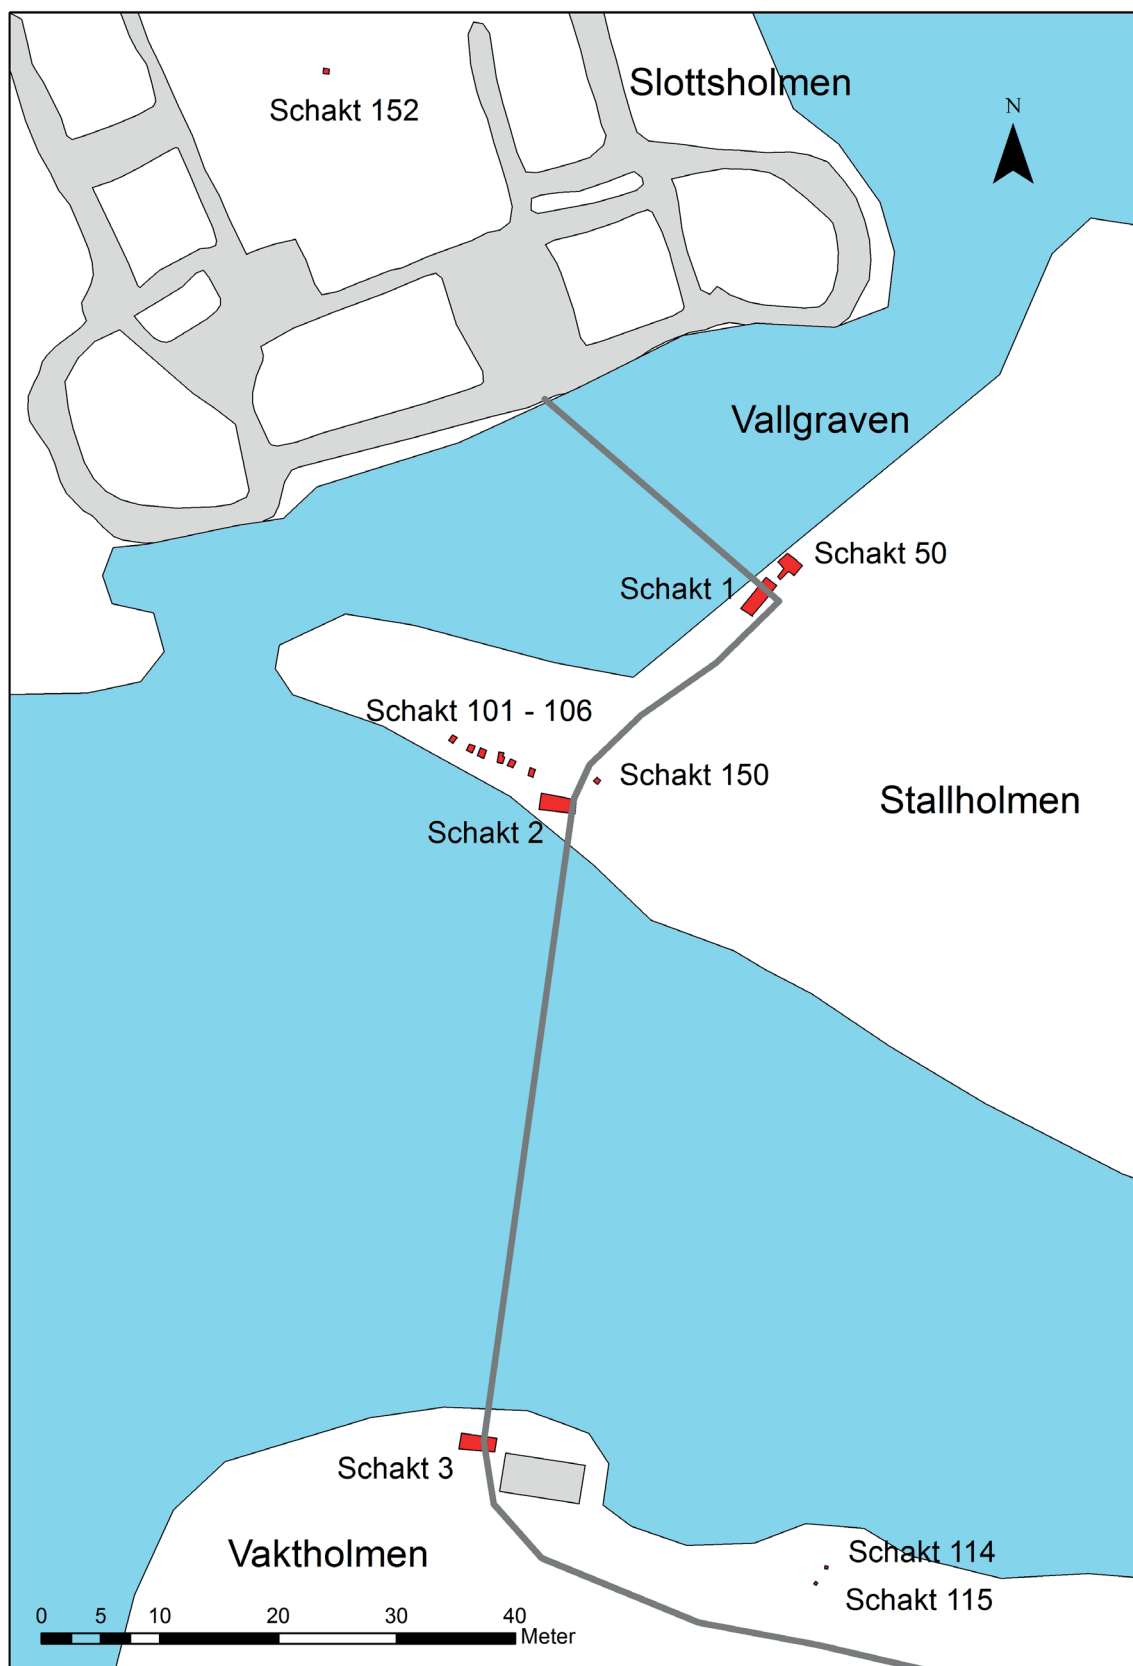 Slottsholmen
Schakt 152
N
Vallgraven
Schakt 50
Schakt 1
Schakt 101 - 106
Schakt 150
Stallholmen
Schakt 2
Schakt 3
Vaktholmen
Schakt 114
Schakt 115
0 5 10 20 30 40
Meter